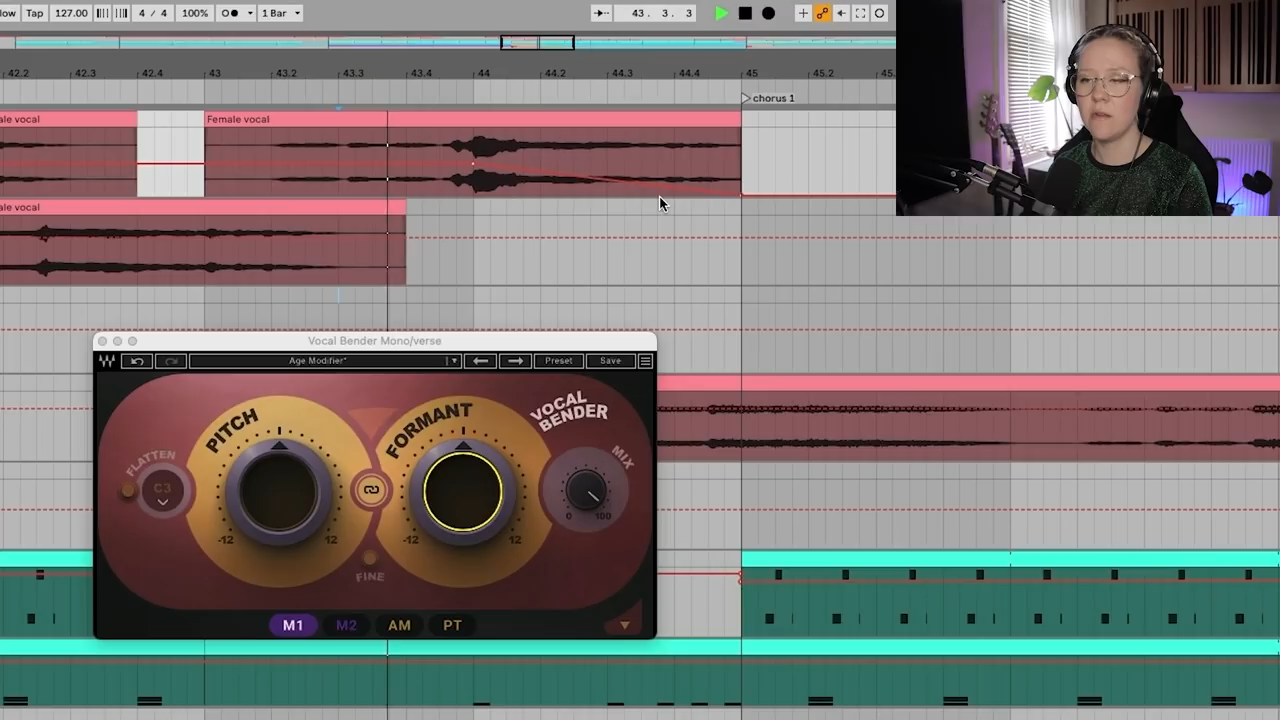 low Tap 127.00 4 / 4 100% 1 Bar 43. 3. 3
42.2 42.3 42.4 43 43.2 43.3 43.4 44 44.2 44.3 44.4 45 45.2 45.
chorus 1
ale vocal Female vocal
ale vocal
Vocal Bender Mono/verse
Age Modifier* Preset Save
PITCH FORMANT VOCAL
BENDER
FLATTEN MIX
C3
0 100
-12 12 -12 12
FINE
M1 M2 AM PT